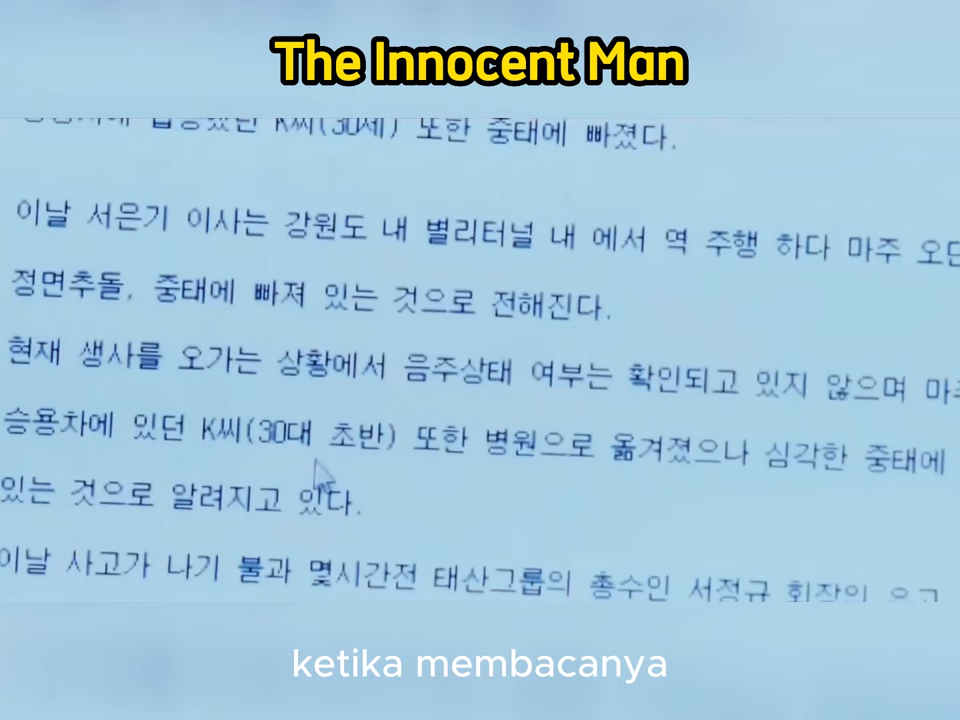 The Innocent Man
K씨(30세) 또한 중태에 빠졌다.
이날 서은기 이사는 강원도 내 별리터널 내 에서 역 주행 하다 마주 오던
정면추돌, 중태에 빠져 있는 것으로 전해진다.
현재 생사를 오가는 상황에서 음주상태 여부는 확인되고 있지 않으며 마주
승용차에 있던 K씨(30대 초반) 또한 병원으로 옮겨졌으나 심각한 중태에
있는 것으로 알려지고 있다.
이날 사고가 나기 불과 몇시간전 태산그룹의 총수인 서정규 회장의
ketika membacanya